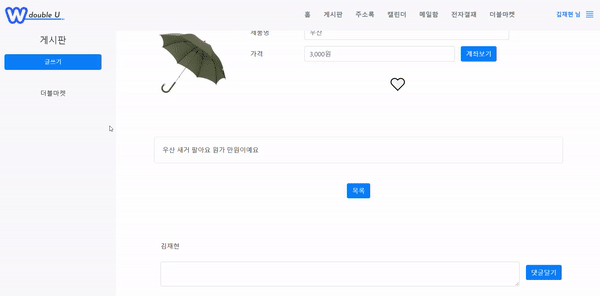 W double U 홈 게시판 주소록 캘린더 메일함 전자결재 더블마켓 김재현 님
게시판
글쓰기
더블마켓
제품명 우산
가격 3,000원 계좌보기
우산 새거 팔아요 원가 만원이예요
목록
김재현
댓글달기